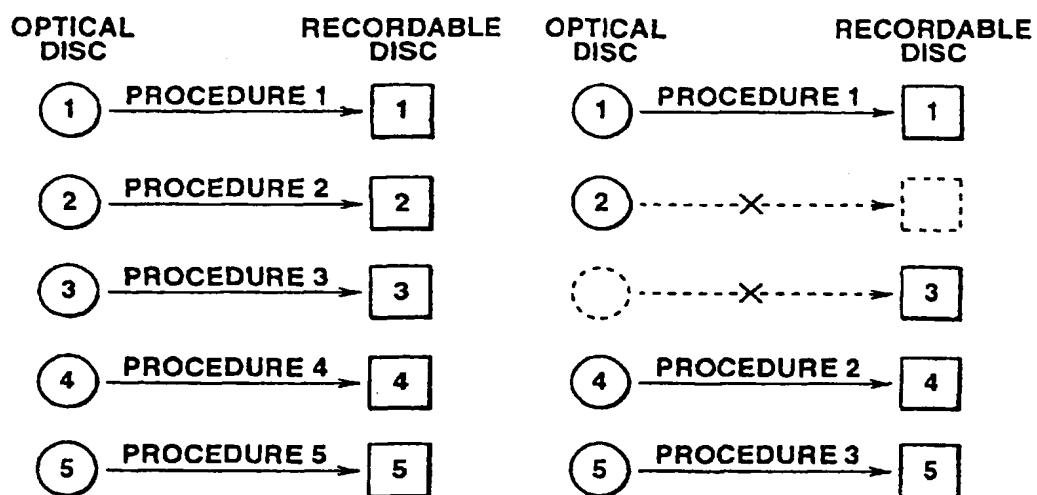 OPTICAL DISC
RECORDABLE DISC
1 PROCEDURE 1 1
2 PROCEDURE 2 2
3 PROCEDURE 3 3
4 PROCEDURE 4 4
5 PROCEDURE 5 5
OPTICAL DISC
RECORDABLE DISC
1 PROCEDURE 1 1
2
3
4 PROCEDURE 2 4
5 PROCEDURE 3 5